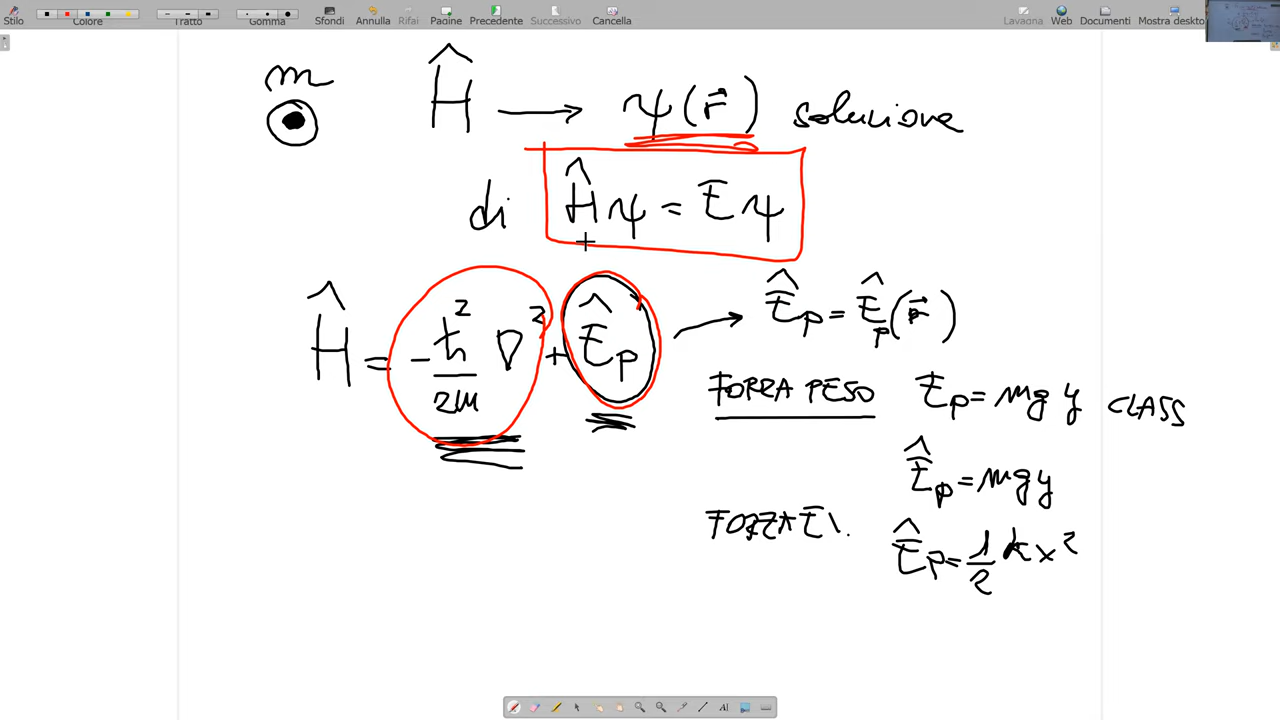 Stilo Colore Tratto Gomma Sfondi Annulla Rifai Pagine Precedente Successivo Cancella Lavagna Web Documenti Mostra deskto
m Ĥ → ψ(r⃗) soluzione
di Ĥψ = Eψ
Ĥ = -ħ²/2m ∇² + Êp → Êp = Êp(r⃗)
FORZA PESO Ep = mgy CLASS
Êp = mgy
FORZA EL. Êp = 1/2 kx²
AI